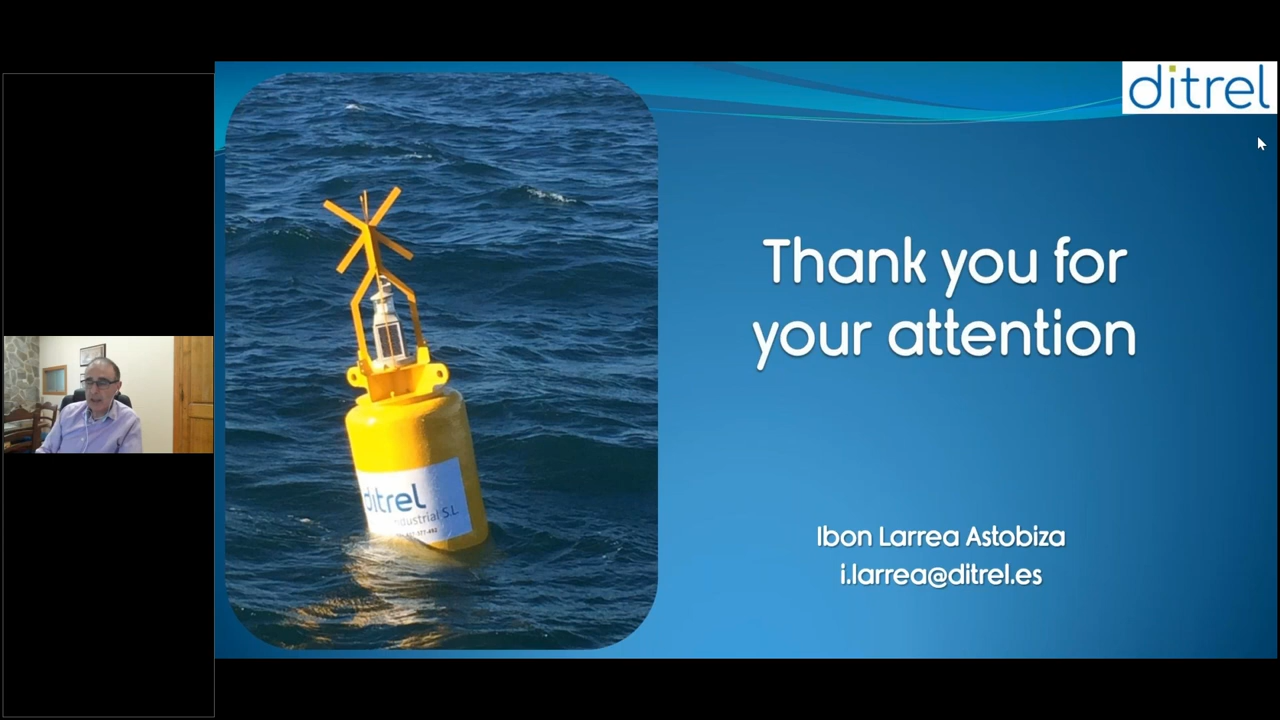 ditrel
Thank you for
your attention
ditrel
Industrial S.L
Ibon Larrea Astobiza
i.larrea@ditrel.es